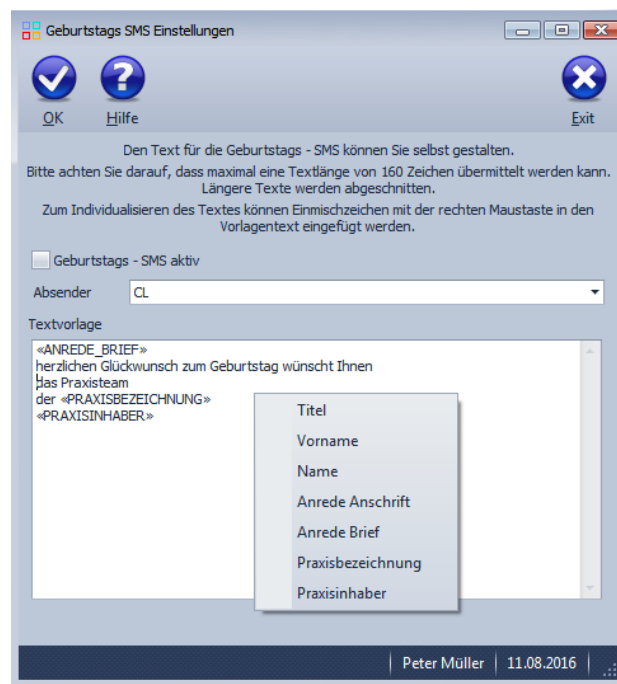 Geburtstags SMS Einstellungen
OK
Hilfe
Exit
Den Text für die Geburtstags - SMS können Sie selbst gestalten.
Bitte achten Sie darauf, dass maximal eine Textlänge von 160 Zeichen übermittelt werden kann.
Längere Texte werden abgeschnitten.
Zum Individualisieren des Textes können Einmischzeichen mit der rechten Maustaste in den
Vorlagentext eingefügt werden.
Geburtstags - SMS aktiv
Absender
CL
Textvorlage
«ANREDE_BRIEF»
herzlichen Glückwunsch zum Geburtstag wünscht Ihnen
das Praxisteam
der «PRAXISBEZEICHNUNG»
«PRAXISINHABER»
Titel
Vorname
Name
Anrede Anschrift
Anrede Brief
Praxisbezeichnung
Praxisinhaber
Peter Müller
11.08.2016